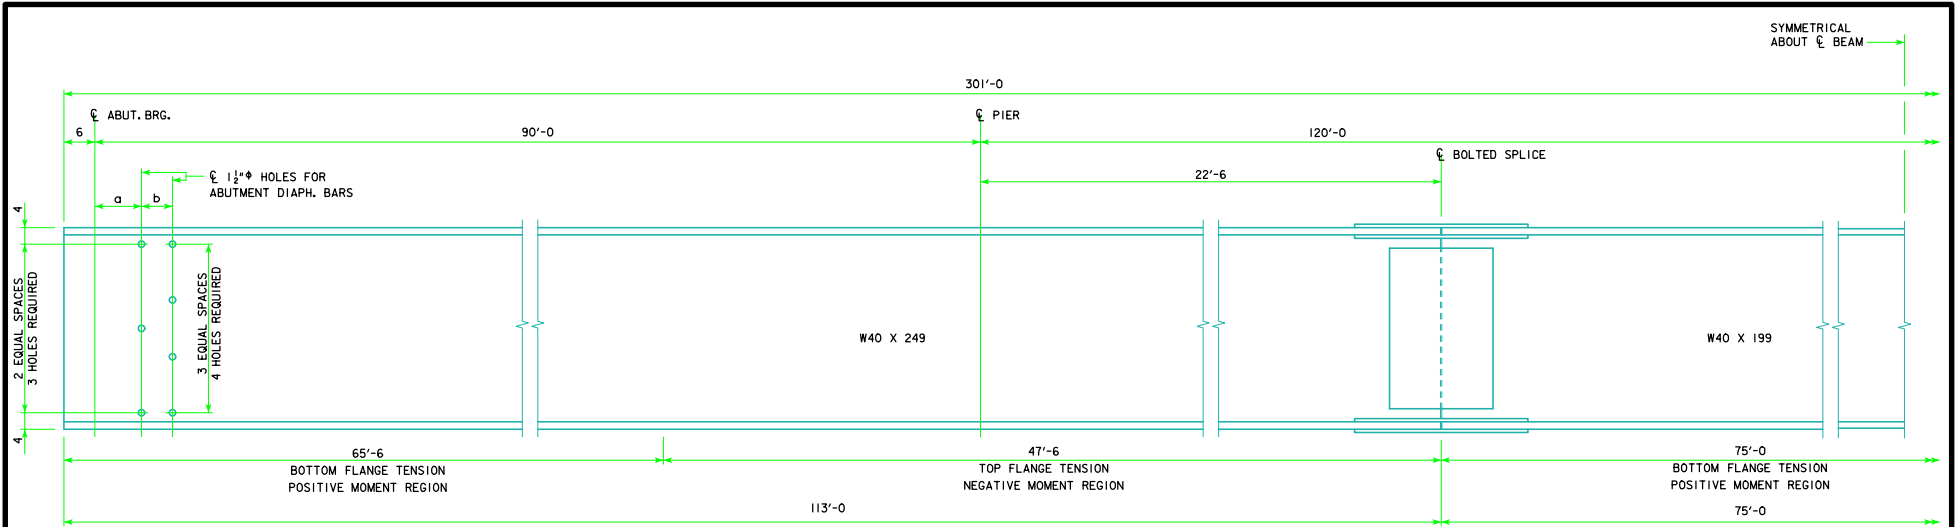 SYMMETRICAL
ABOUT ℄ BEAM
301'-0
℄ ABUT. BRG.
℄ PIER
6
90'-0
120'-0
℄ BOLTED SPLICE
℄ 1½"ϕ HOLES FOR
ABUTMENT DIAPH. BARS
22'-6
a
b
4
2 EQUAL SPACES
3 HOLES REQUIRED
3 EQUAL SPACES
4 HOLES REQUIRED
W40 X 249
W40 X 199
4
65'-6
BOTTOM FLANGE TENSION
POSITIVE MOMENT REGION
47'-6
TOP FLANGE TENSION
NEGATIVE MOMENT REGION
75'-0
BOTTOM FLANGE TENSION
POSITIVE MOMENT REGION
113'-0
75'-0